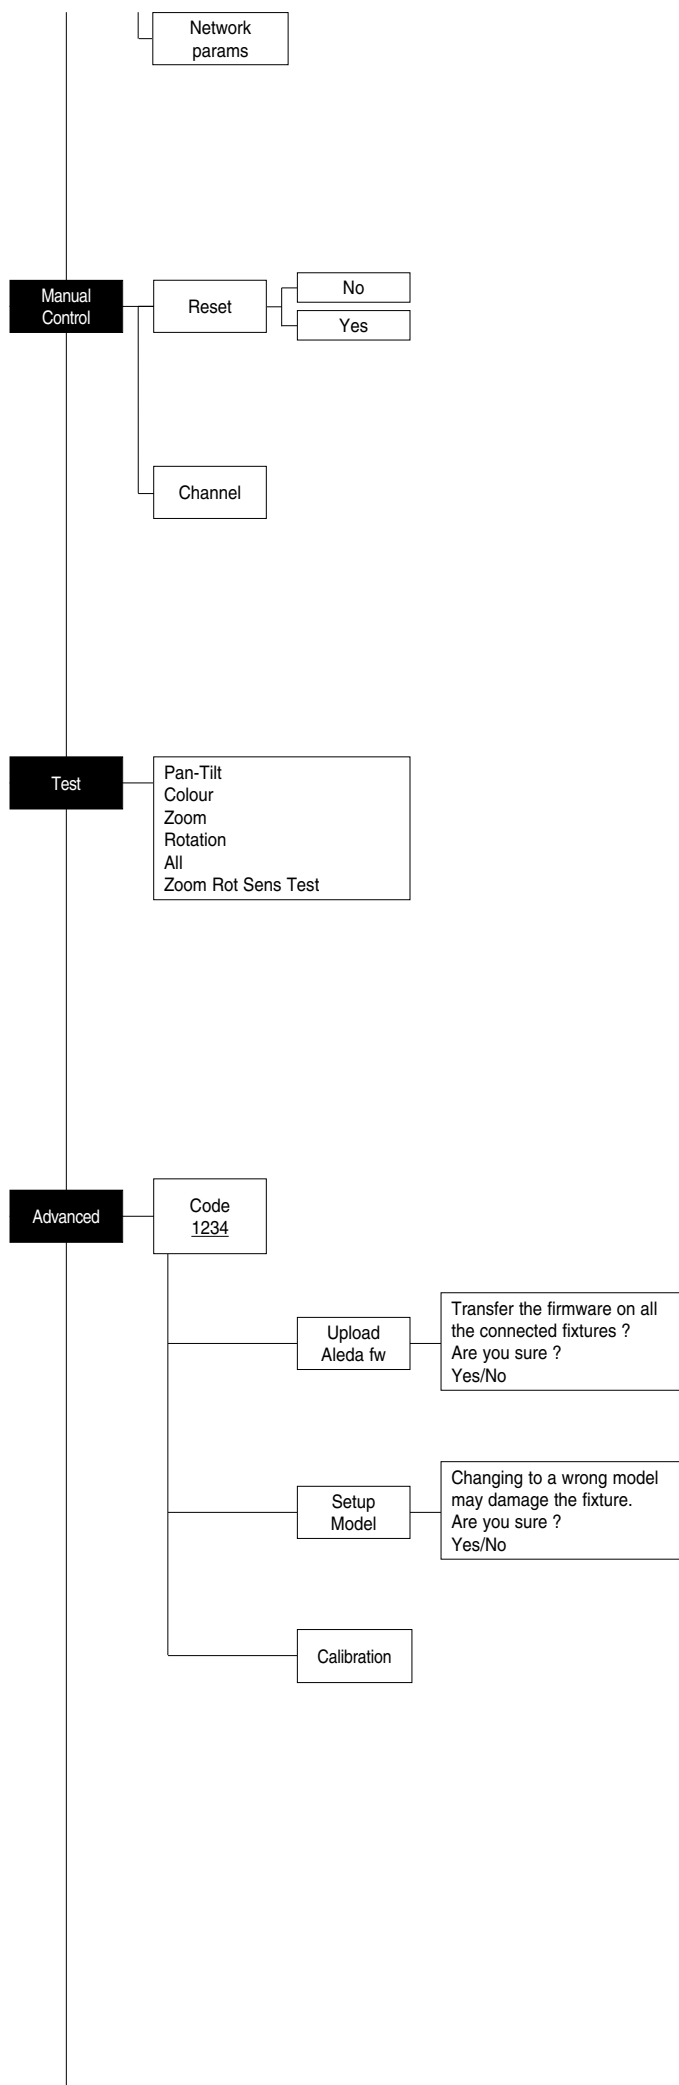 Network
params
Manual
Control
Reset
No
Yes
Channel
Test
Pan-Tilt
Colour
Zoom
Rotation
All
Zoom Rot Sens Test
Advanced
Code
1234
Upload
Aleda fw
Transfer the firmware on all
the connected fixtures ?
Are you sure ?
Yes/No
Setup
Model
Changing to a wrong model
may damage the fixture.
Are you sure ?
Yes/No
Calibration